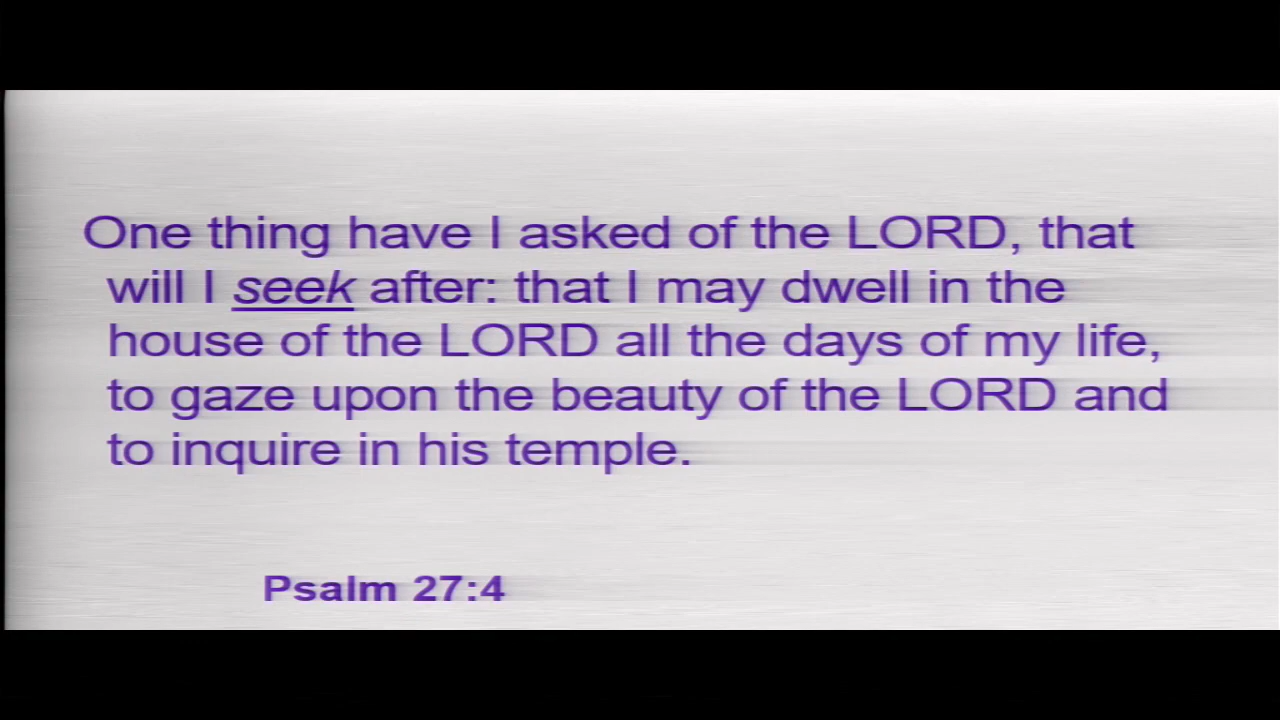 One thing have I asked of the LORD, that
will I seek after: that I may dwell in the
house of the LORD all the days of my life,
to gaze upon the beauty of the LORD and
to inquire in his temple.
Psalm 27:4